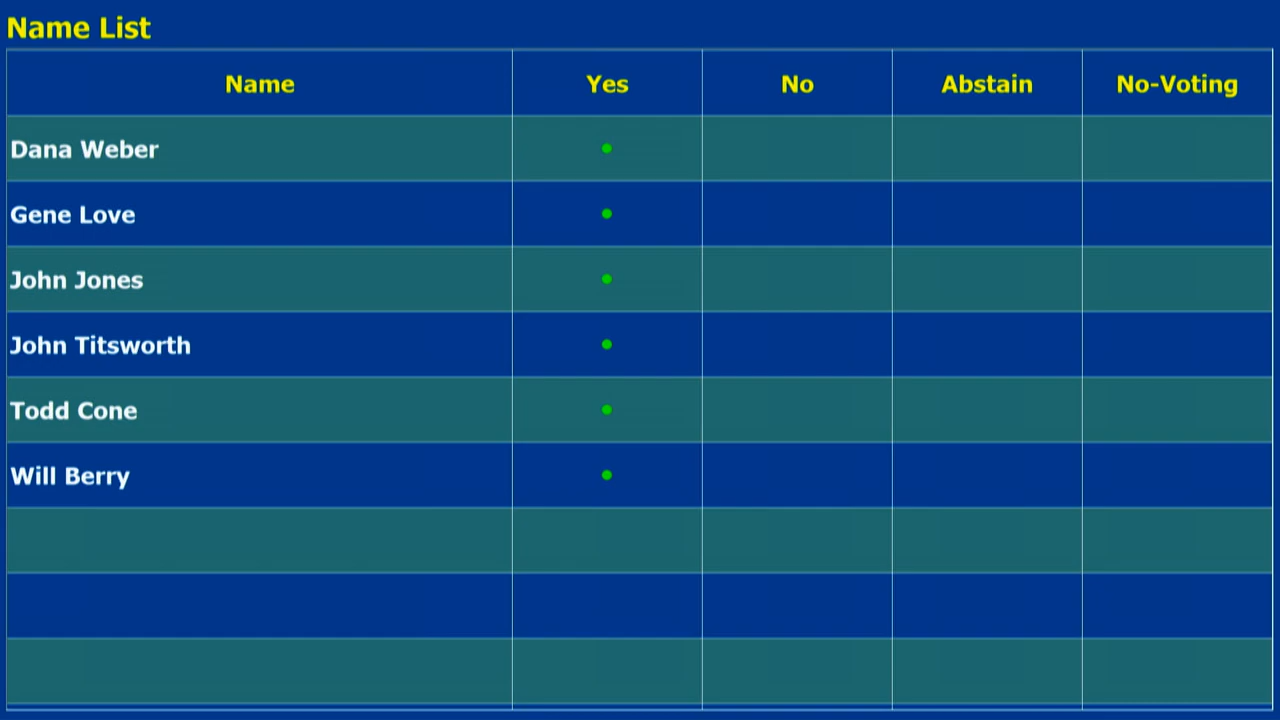 Name List
Name Yes No Abstain No-Voting
Dana Weber
Gene Love
John Jones
John Titsworth
Todd Cone
Will Berry